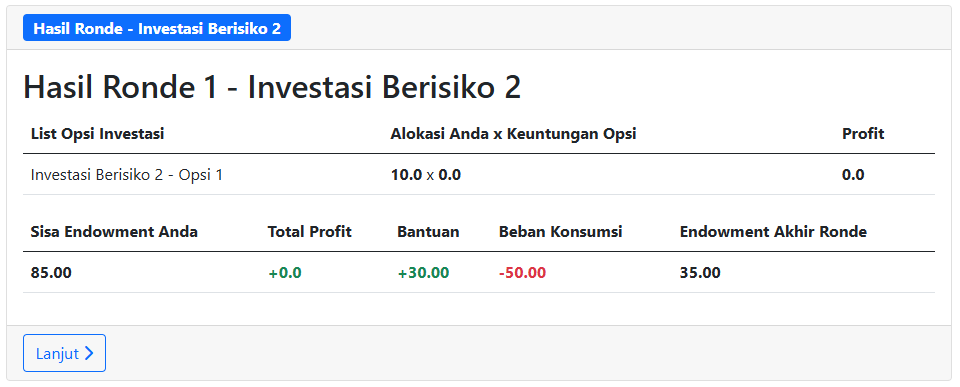 Hasil Ronde - Investasi Berisiko 2
Hasil Ronde 1 - Investasi Berisiko 2
List Opsi Investasi Alokasi Anda x Keuntungan Opsi Profit
Investasi Berisiko 2 - Opsi 1 10.0 x 0.0 0.0
Sisa Endowment Anda Total Profit Bantuan Beban Konsumsi Endowment Akhir Ronde
85.00 +0.0 +30.00 -50.00 35.00
Lanjut